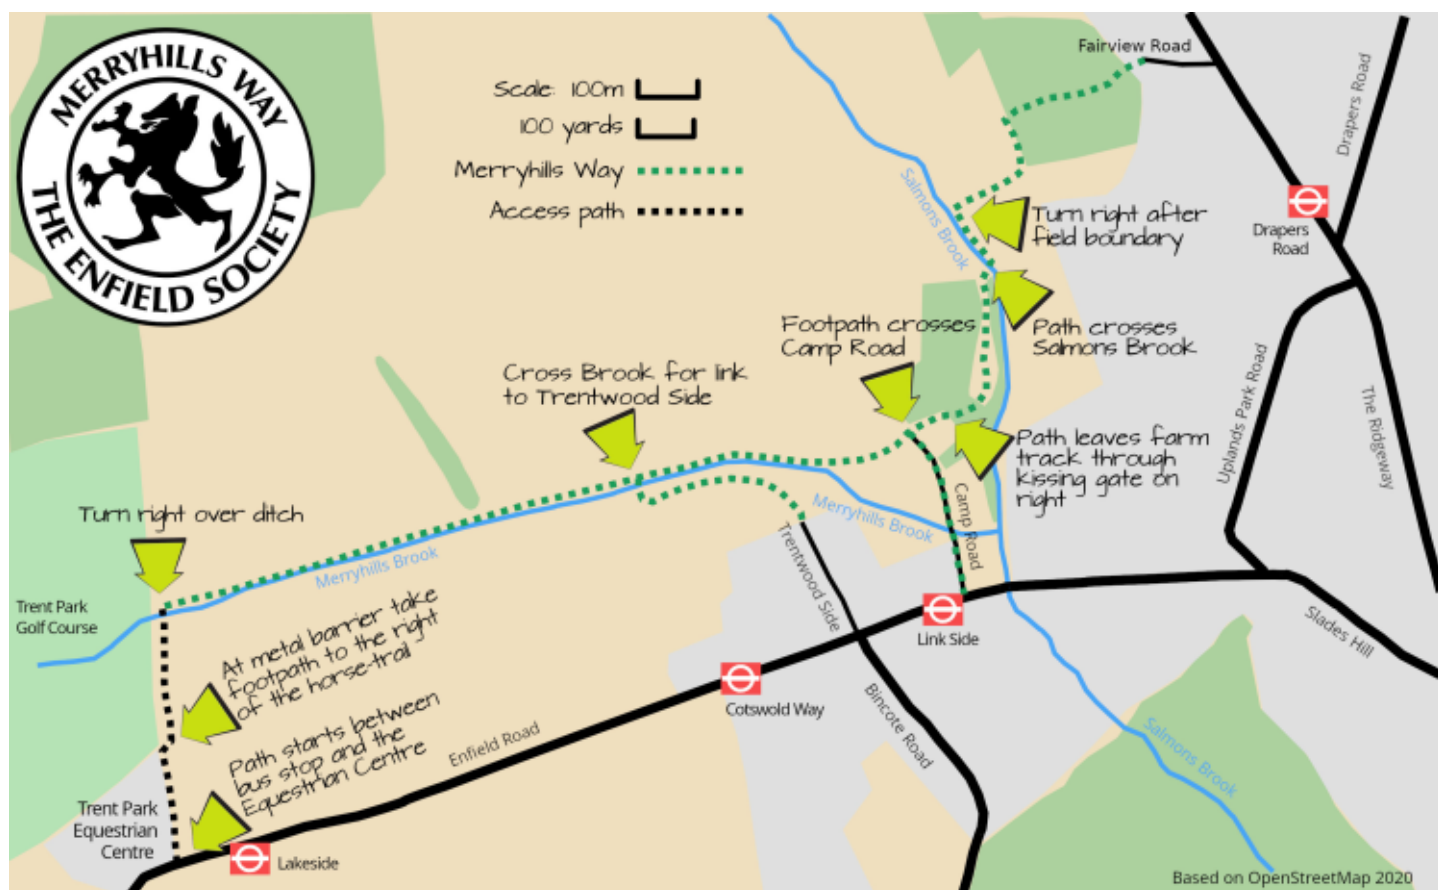 MERRYHILLS WAY
THE ENFIELD SOCIETY
Scale: 100m
100 yards
Merryhills Way
Access path
Fairview Road
Drapers Road
Salmons Brook
Turn right after
field boundary
Drapers
Road
Footpath crosses
Camp Road
Path crosses
Salmons Brook
Cross Brook for link
to Trentwood Side
Uplands Park Road
The Ridgeway
Path leaves farm
track through
kissing gate on
right
Turn right over ditch
Merryhills Brook
Merryhills Brook
Camp Road
Trentwood Side
Trent Park
Golf Course
Link Side
Slades Hill
At metal barrier take
footpath to the right
of the horse-trail
Cotswold Way
Bincote Road
Enfield Road
Path starts between
bus stop and the
Equestrian Centre
Salmons Brook
Trent Park
Equestrian
Centre
Lakeside
Based on OpenStreetMap 2020